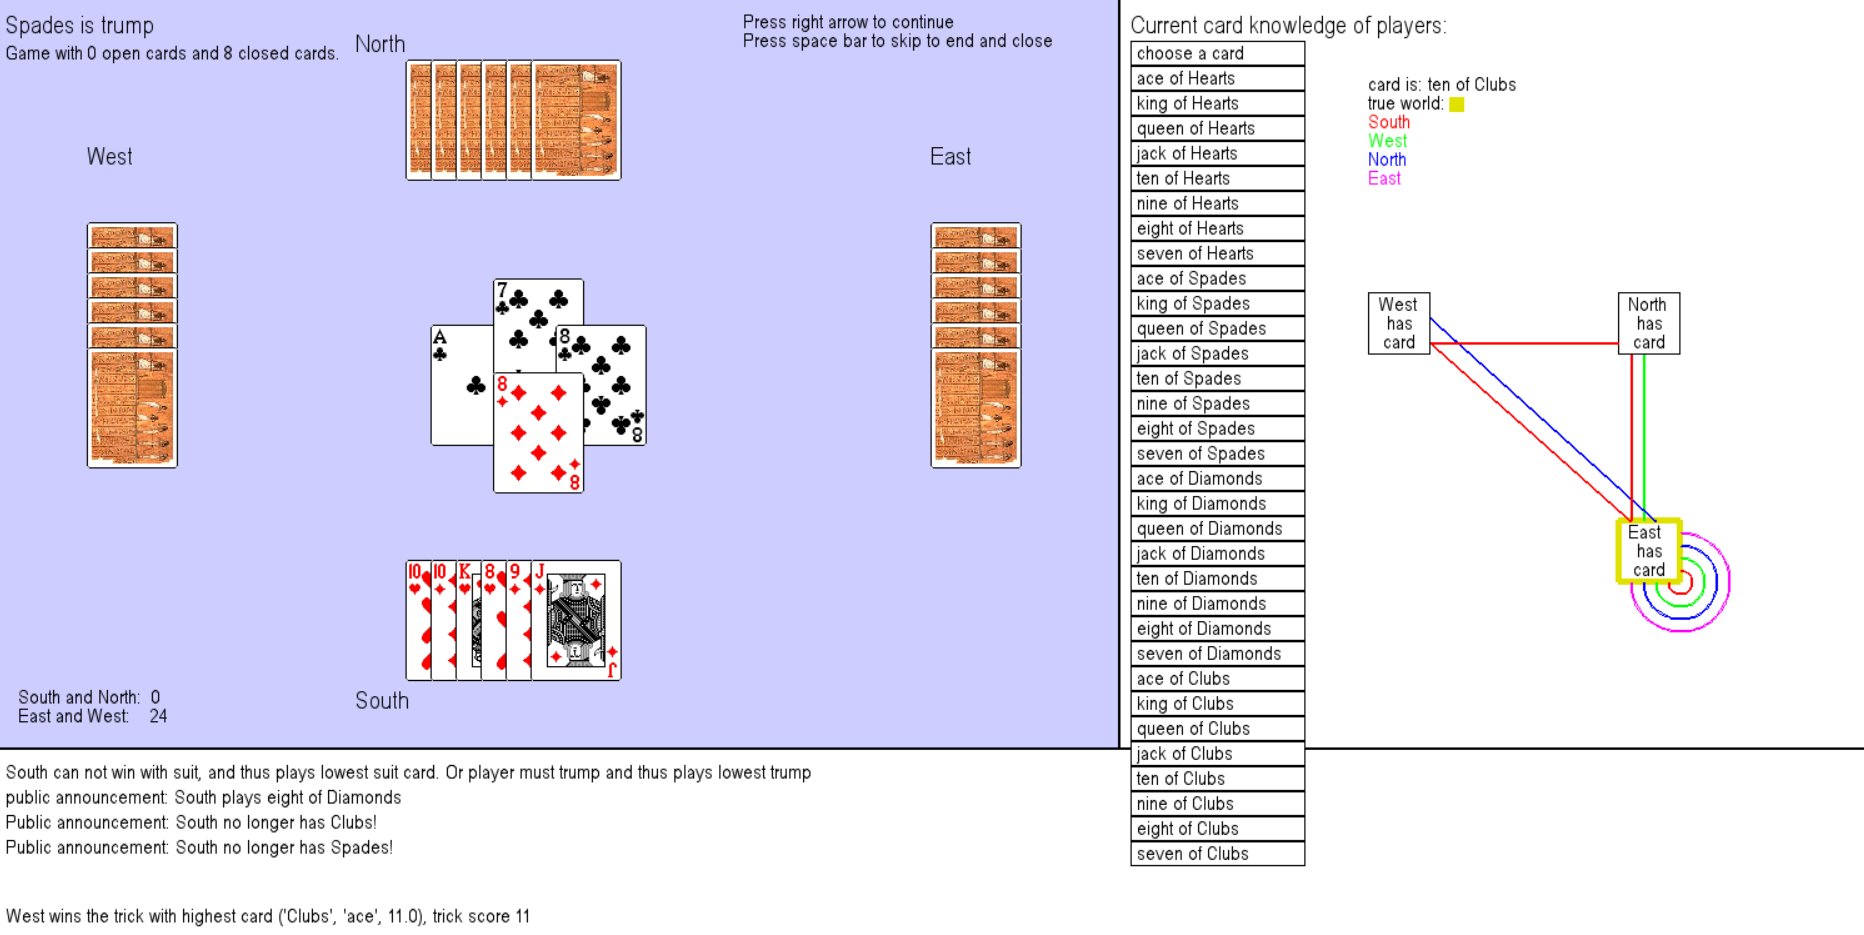 Spades is trump
Game with 0 open cards and 8 closed cards.
North
Press right arrow to continue
Press space bar to skip to end and close
West
East
7
A
8
8
8
8
10
10
K
8
9
J
J
South and North: 0
East and West: 24
South
South can not win with suit, and thus plays lowest suit card. Or player must trump and thus plays lowest trump
public announcement: South plays eight of Diamonds
Public announcement: South no longer has Clubs!
Public announcement: South no longer has Spades!
West wins the trick with highest card ('Clubs', 'ace', 11.0), trick score 11
Current card knowledge of players:
choose a card
ace of Hearts
king of Hearts
queen of Hearts
jack of Hearts
ten of Hearts
nine of Hearts
eight of Hearts
seven of Hearts
ace of Spades
king of Spades
queen of Spades
jack of Spades
ten of Spades
nine of Spades
eight of Spades
seven of Spades
ace of Diamonds
king of Diamonds
queen of Diamonds
jack of Diamonds
ten of Diamonds
nine of Diamonds
eight of Diamonds
seven of Diamonds
ace of Clubs
king of Clubs
queen of Clubs
jack of Clubs
ten of Clubs
nine of Clubs
eight of Clubs
seven of Clubs
card is: ten of Clubs
true world:
South
West
North
East
West
has
card
North
has
card
East
has
card